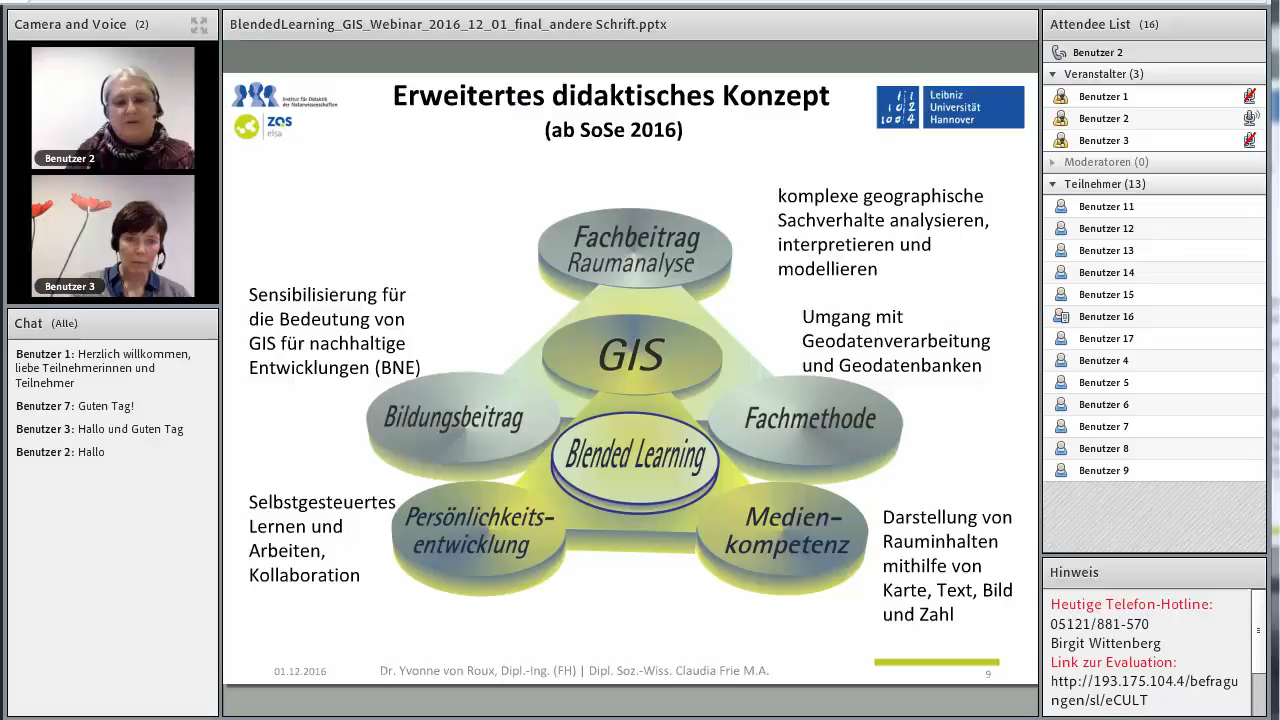 Camera and Voice (2)
Benutzer 2
Benutzer 3
Chat (Alle)
Benutzer 1: Herzlich willkommen,
liebe Teilnehmerinnen und
Teilnehmer
Benutzer 7: Guten Tag!
Benutzer 3: Hallo und Guten Tag
Benutzer 2: Hallo
BlendedLearning_GIS_Webinar_2016_12_01_final_andere Schrift.pptx
Institut für Didaktik
der Naturwissenschaften
ZQS
elsa
Erweitertes didaktisches Konzept
(ab SoSe 2016)
Leibniz
Universität
Hannover
komplexe geographische
Sachverhalte analysieren,
interpretieren und
modellieren
Fachbeitrag
Raumanalyse
Sensibilisierung für
die Bedeutung von
GIS für nachhaltige
Entwicklungen (BNE)
GIS
Umgang mit
Geodatenverarbeitung
und Geodatenbanken
Bildungsbeitrag
Fachmethode
Blended Learning
Selbstgesteuertes
Lernen und
Arbeiten,
Kollaboration
Persönlichkeits-
entwicklung
Medien-
kompetenz
Darstellung von
Rauminhalten
mithilfe von
Karte, Text, Bild
und Zahl
01.12.2016
Dr. Yvonne von Roux, Dipl.-Ing. (FH) | Dipl. Soz.-Wiss. Claudia Frie M.A.
9
Attendee List (16)
Benutzer 2
Veranstalter (3)
Benutzer 1
Benutzer 2
Benutzer 3
Moderatoren (0)
Teilnehmer (13)
Benutzer 11
Benutzer 12
Benutzer 13
Benutzer 14
Benutzer 15
Benutzer 16
Benutzer 17
Benutzer 4
Benutzer 5
Benutzer 6
Benutzer 7
Benutzer 8
Benutzer 9
Hinweis
Heutige Telefon-Hotline:
05121/881-570
Birgit Wittenberg
Link zur Evaluation:
http://193.175.104.4/befragu
ngen/sl/eCULT